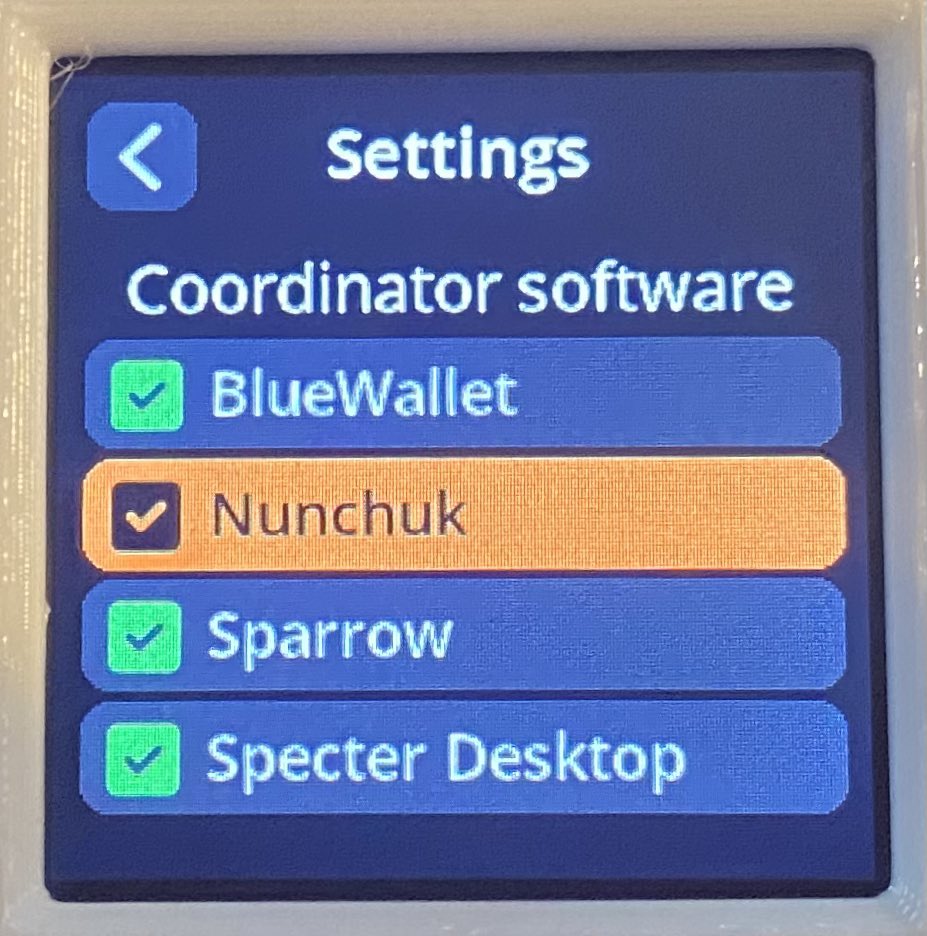 Settings
Coordinator software
BlueWallet
Nunchuk
Sparrow
Specter Desktop